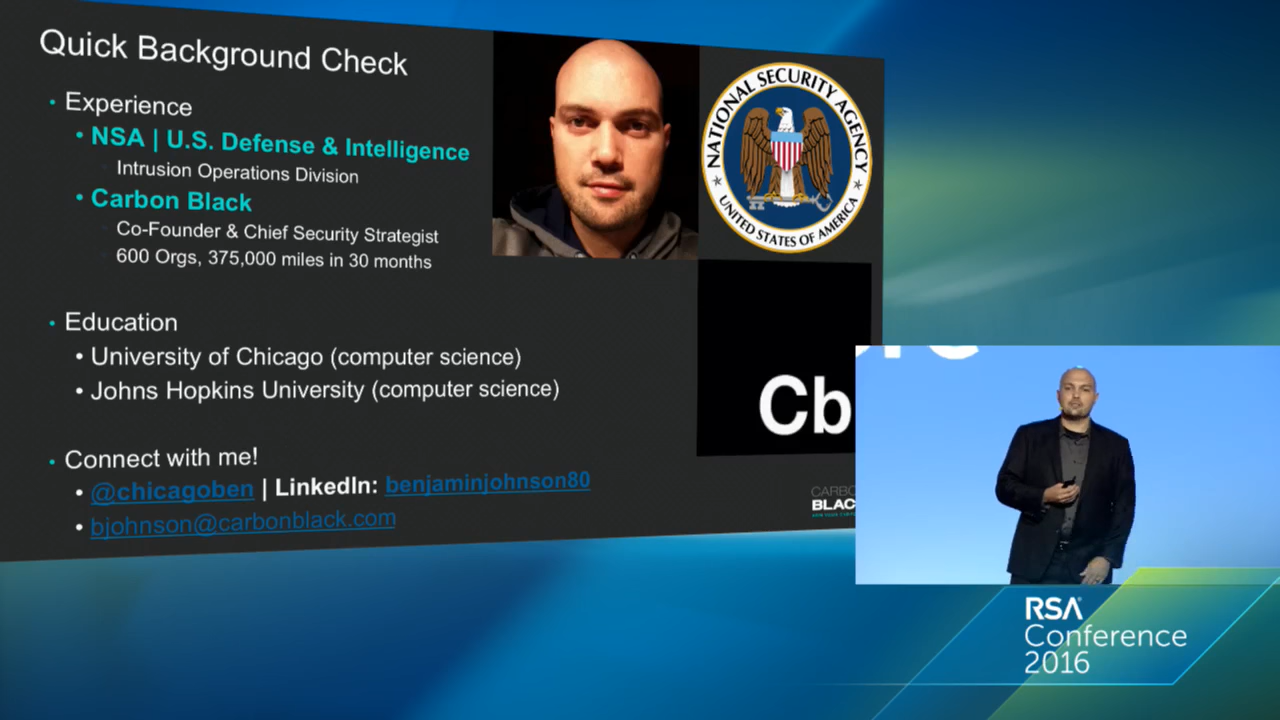 Quick Background Check
• Experience
• NSA | U.S. Defense & Intelligence
Intrusion Operations Division
• Carbon Black
Co-Founder & Chief Security Strategist
600 Orgs, 375,000 miles in 30 months
• Education
• University of Chicago (computer science)
• Johns Hopkins University (computer science)
• Connect with me!
• @chicagoben | LinkedIn: benjaminjohnson80
• bjohnson@carbonblack.com
NATIONAL SECURITY AGENCY
★ UNITED STATES OF AMERICA ★
Cb
CARBO
BLAC
RSA
Conference
2016